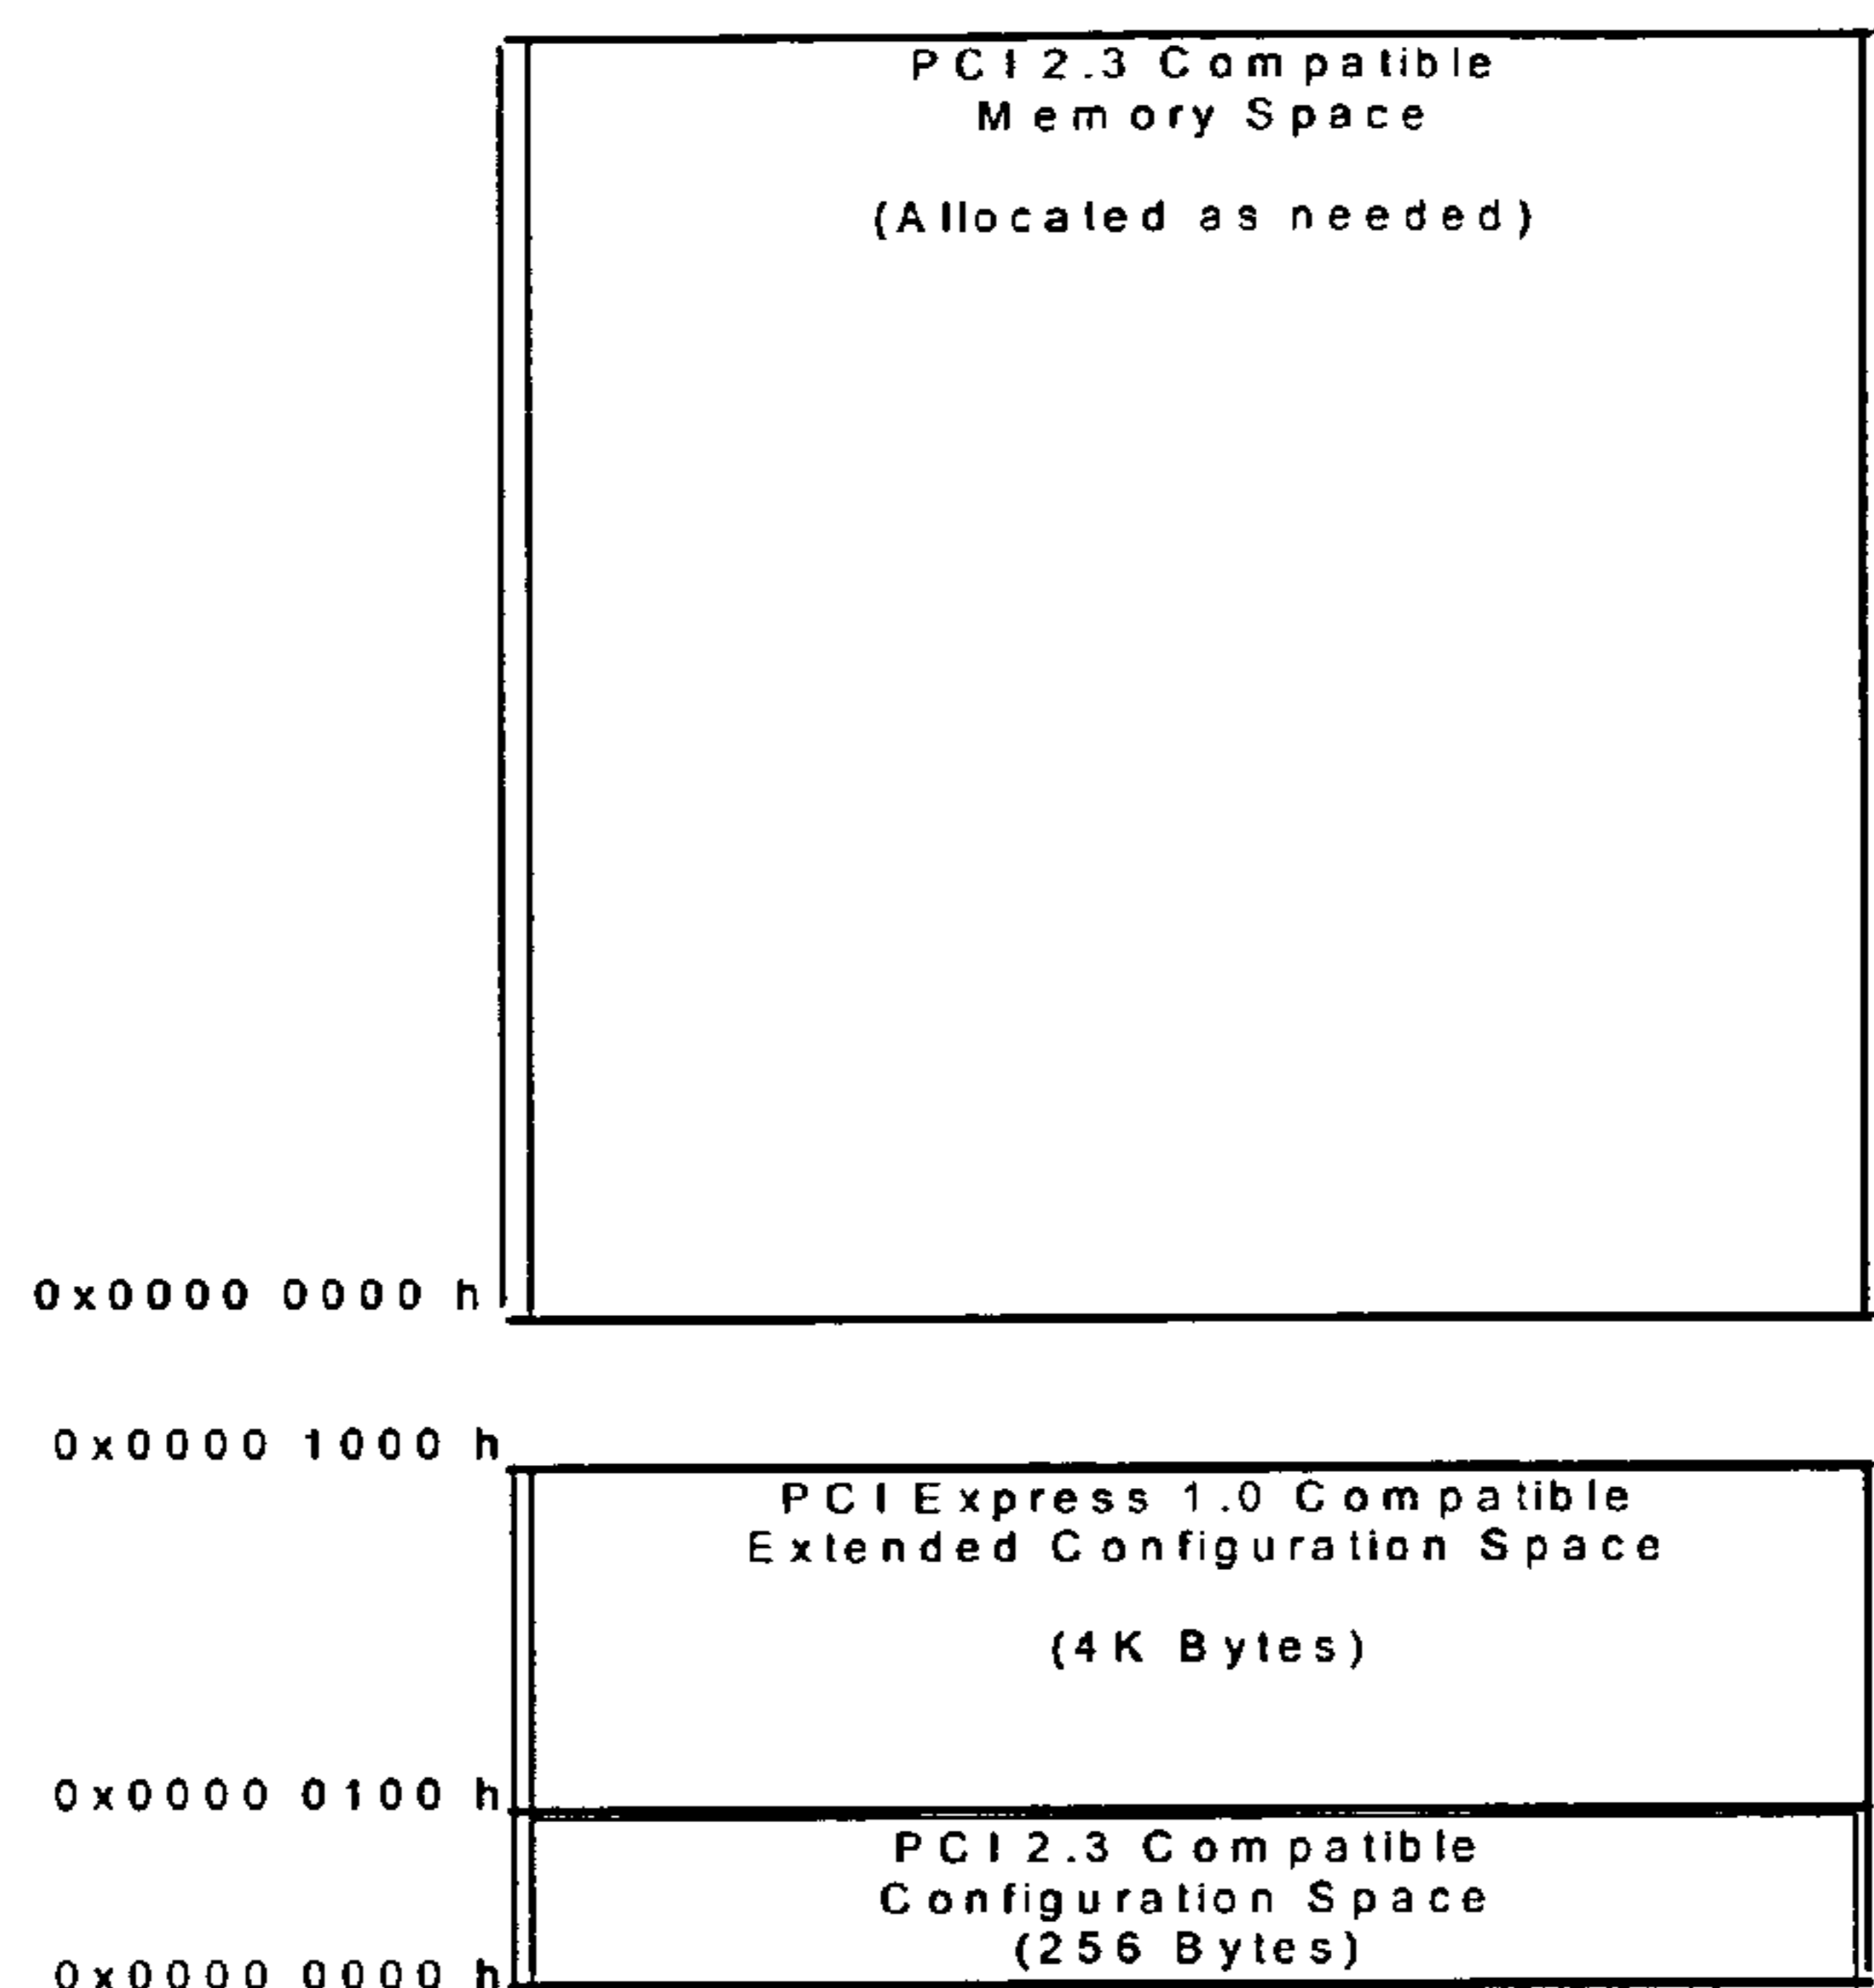 PCI 2.3 Compatible
Memory Space
(Allocated as needed)
0x0000 0000 h
0x0000 1000 h
PCI Express 1.0 Compatible
Extended Configuration Space
(4K Bytes)
0x0000 0100 h
PCI 2.3 Compatible
Configuration Space
(256 Bytes)
0x0000 0000 h